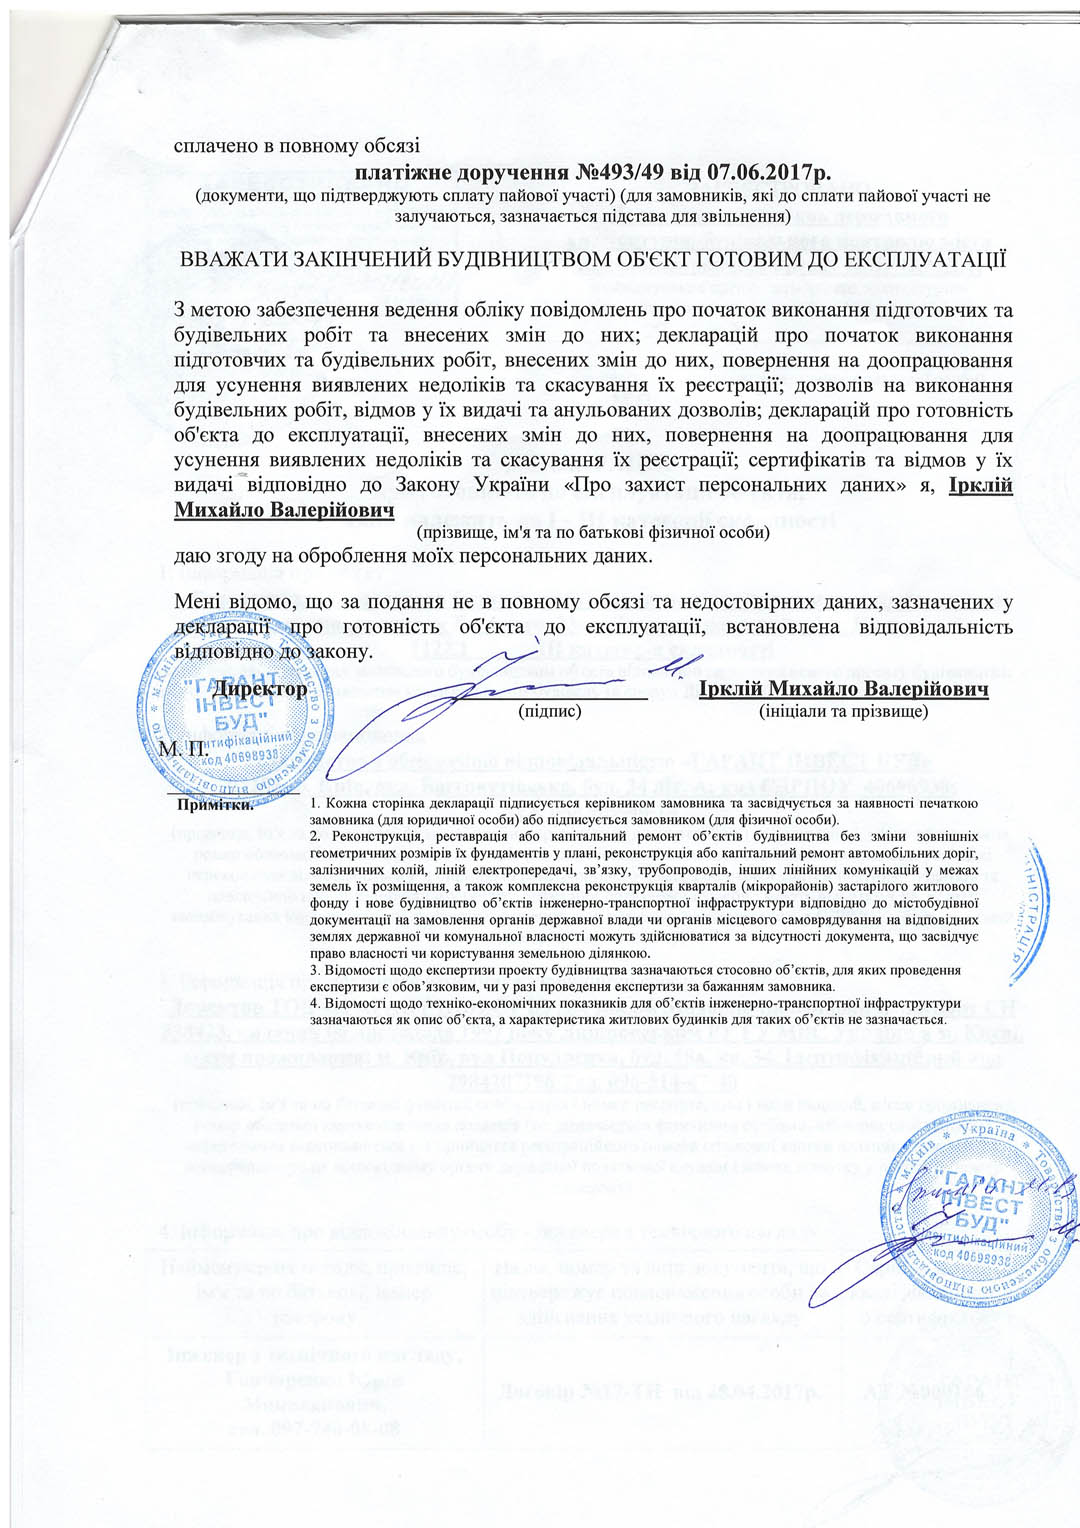 сплачено в повному обсязі
платіжне доручення №493/49 від 07.06.2017р.
(документи, що підтверджують сплату пайової участі) (для замовників, які до сплати пайової участі не
залучаються, зазначається підстава для звільнення)
ВВАЖАТИ ЗАКІНЧЕНИЙ БУДІВНИЦТВОМ ОБ'ЄКТ ГОТОВИМ ДО ЕКСПЛУАТАЦІЇ
З метою забезпечення ведення обліку повідомлень про початок виконання підготовчих та
будівельних робіт та внесених змін до них; декларацій про початок виконання
підготовчих та будівельних робіт, внесених змін до них, повернення на доопрацювання
для усунення виявлених недоліків та скасування їх реєстрації; дозволів на виконання
будівельних робіт, відмов у їх видачі та анульованих дозволів; декларацій про готовність
об'єкта до експлуатації, внесених змін до них, повернення на доопрацювання для
усунення виявлених недоліків та скасування їх реєстрації; сертифікатів та відмов у їх
видачі відповідно до Закону України «Про захист персональних даних» я, Ірклій
Михайло Валерійович
(прізвище, ім'я та по батькові фізичної особи)
даю згоду на оброблення моїх персональних даних.
Мені відомо, що за подання не в повному обсязі та недостовірних даних, зазначених у
декларації про готовність об'єкта до експлуатації, встановлена відповідальність
відповідно до закону.
Директор Ірклій Михайло Валерійович
(підпис) (ініціали та прізвище)
М. П.
м.Київ * Україна * Товариство з обмеженою відповідальністю
"ГАРАНТ
ІНВЕСТ
БУД"
Ідентифікаційний
код 40698938
Примітки. 1. Кожна сторінка декларації підписується керівником замовника та засвідчується за наявності печаткою
замовника (для юридичної особи) або підписується замовником (для фізичної особи).
2. Реконструкція, реставрація або капітальний ремонт об’єктів будівництва без зміни зовнішніх
геометричних розмірів їх фундаментів у плані, реконструкція або капітальний ремонт автомобільних доріг,
залізничних колій, ліній електропередачі, зв’язку, трубопроводів, інших лінійних комунікацій у межах
земель їх розміщення, а також комплексна реконструкція кварталів (мікрорайонів) застарілого житлового
фонду і нове будівництво об’єктів інженерно-транспортної інфраструктури відповідно до містобудівної
документації на замовлення органів державної влади чи органів місцевого самоврядування на відповідних
землях державної чи комунальної власності можуть здійснюватися за відсутності документа, що засвідчує
право власності чи користування земельною ділянкою.
3. Відомості щодо експертизи проекту будівництва зазначаються стосовно об’єктів, для яких проведення
експертизи є обов’язковим, чи у разі проведення експертизи за бажанням замовника.
4. Відомості щодо техніко-економічних показників для об’єктів інженерно-транспортної інфраструктури
зазначаються як опис об’єкта, а характеристика житлових будинків для таких об’єктів не зазначається.
м.Київ * Україна * Товариство з обмеженою
"ГАРАНТ
ІНВЕСТ
БУД"
Ідентифікаційний
код 40698938